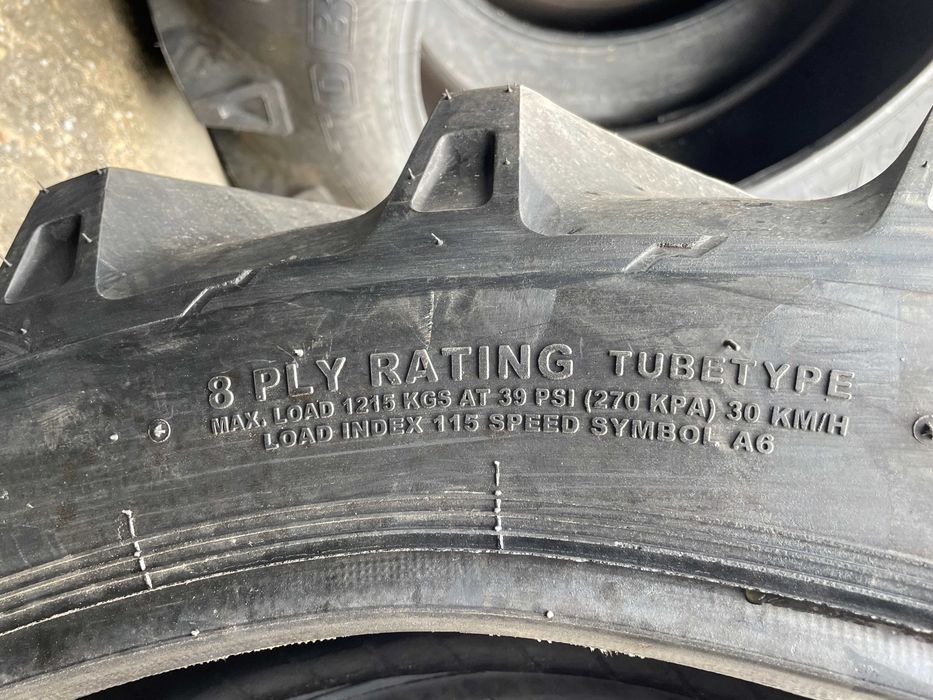 8 PLY RATING TUBETYPE
MAX. LOAD 1215 KGS AT 39 PSI (270 KPA) 30 KM/H
LOAD INDEX 115 SPEED SYMBOL A6